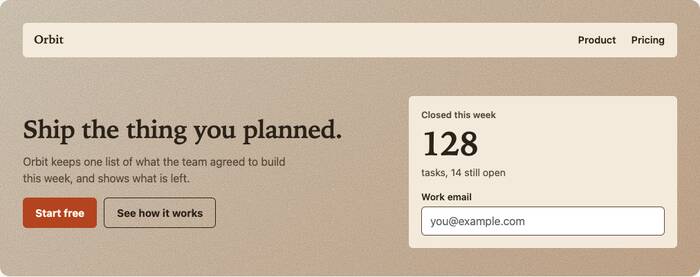 Orbit
Product
Pricing
Ship the thing you planned.
Orbit keeps one list of what the team agreed to build
this week, and shows what is left.
Start free
See how it works
Closed this week
128
tasks, 14 still open
Work email
you@example.com